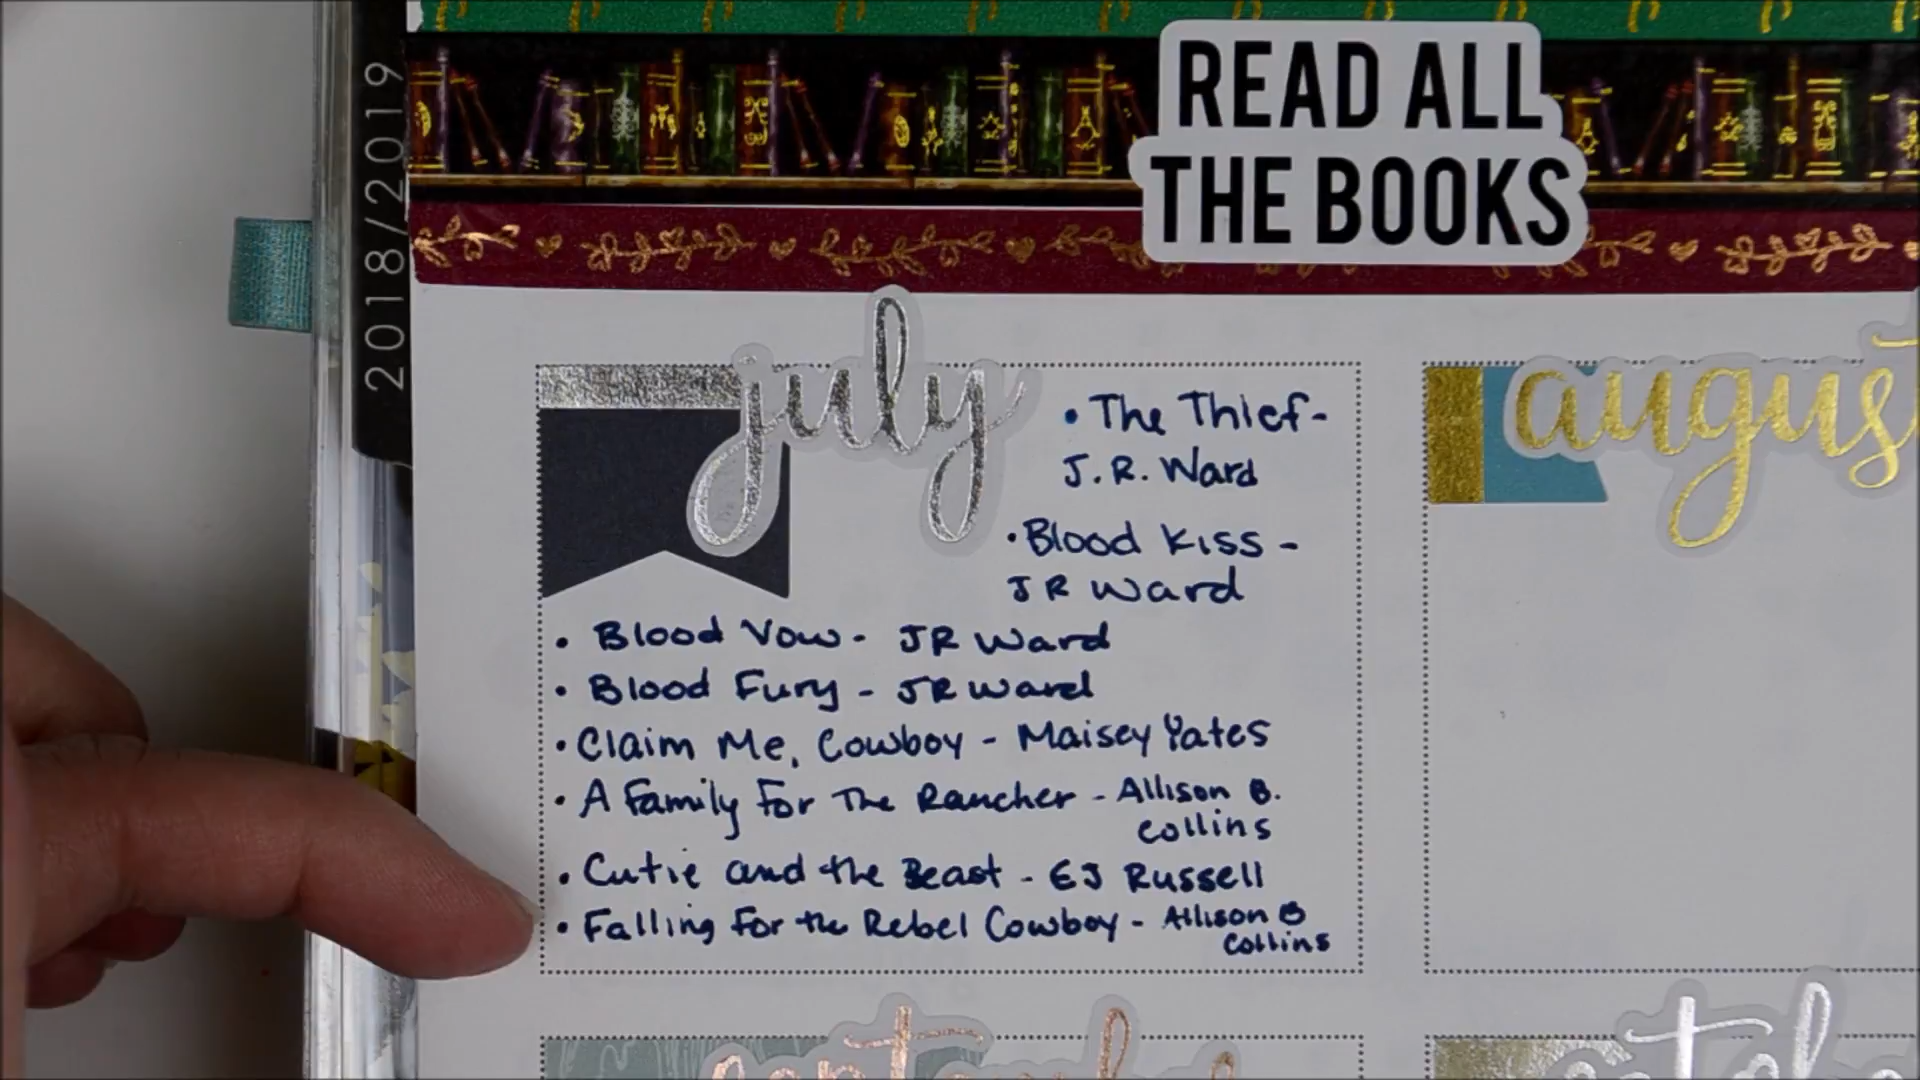 2018/2019
READ ALL
THE BOOKS
july
• The Thief-
J.R. Ward
• Blood Kiss -
JR Ward
• Blood Vow - JR Ward
• Blood Fury - JR Ward
• Claim Me, Cowboy - Maisey Yates
• A Family For The Rancher - Allison B.
Collins
• Cutie and the Beast - EJ Russell
• Falling For the Rebel Cowboy - Allison B
Collins
august